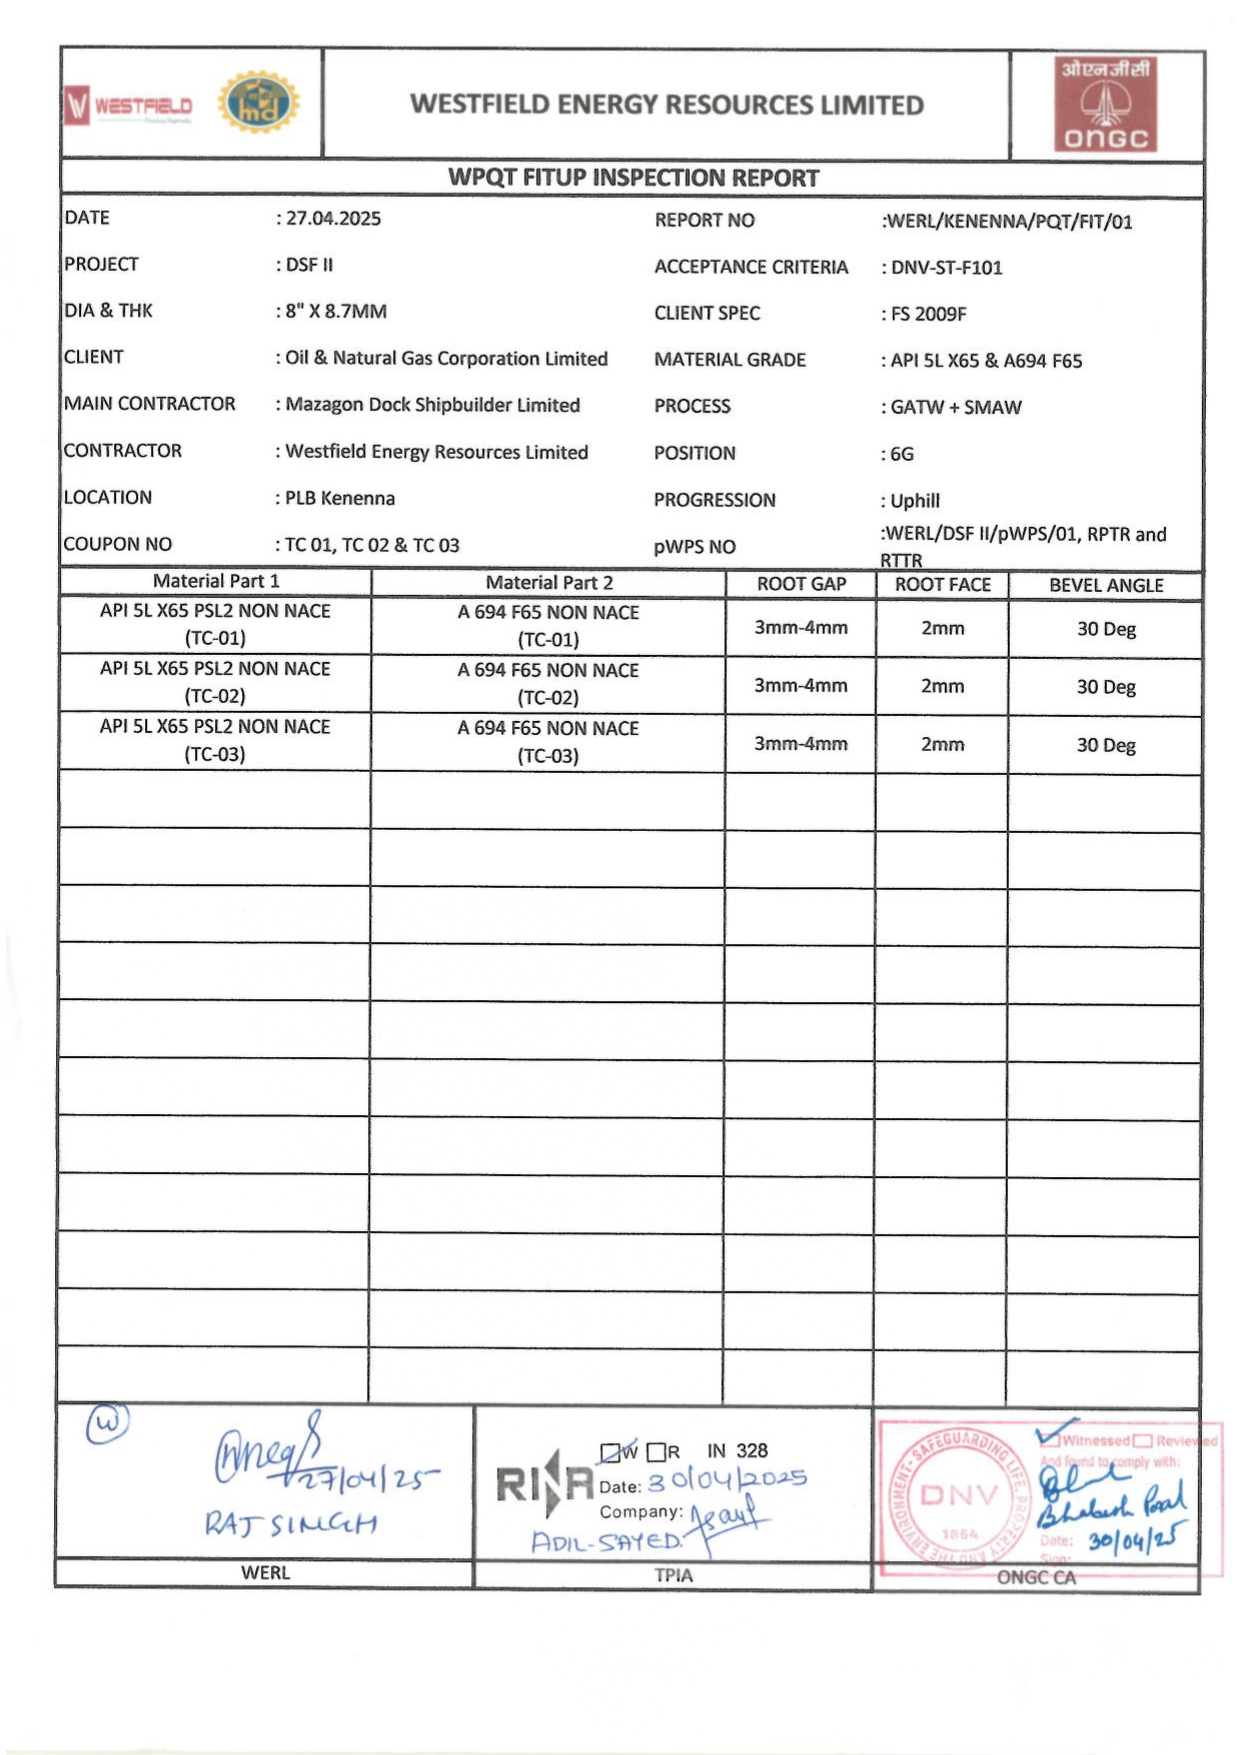 WESTFIELD
md
WESTFIELD ENERGY RESOURCES LIMITED
ओएनजीसी
ongc
WPQT FITUP INSPECTION REPORT
DATE : 27.04.2025 REPORT NO :WERL/KENENNA/PQT/FIT/01
PROJECT : DSF II ACCEPTANCE CRITERIA : DNV-ST-F101
DIA & THK : 8" X 8.7MM CLIENT SPEC : FS 2009F
CLIENT : Oil & Natural Gas Corporation Limited MATERIAL GRADE : API 5L X65 & A694 F65
MAIN CONTRACTOR : Mazagon Dock Shipbuilder Limited PROCESS : GATW + SMAW
CONTRACTOR : Westfield Energy Resources Limited POSITION : 6G
LOCATION : PLB Kenenna PROGRESSION : Uphill
COUPON NO : TC 01, TC 02 & TC 03 pWPS NO :WERL/DSF II/pWPS/01, RPTR and
RTTR
Material Part 1 Material Part 2 ROOT GAP ROOT FACE BEVEL ANGLE
API 5L X65 PSL2 NON NACE A 694 F65 NON NACE
(TC-01) (TC-01) 3mm-4mm 2mm 30 Deg
API 5L X65 PSL2 NON NACE A 694 F65 NON NACE
(TC-02) (TC-02) 3mm-4mm 2mm 30 Deg
API 5L X65 PSL2 NON NACE A 694 F65 NON NACE
(TC-03) (TC-03) 3mm-4mm 2mm 30 Deg
W
27/04/25
RAJ SINGH
RINA
W R IN 328
Date: 30/04/2025
Company:
ADIL-SAYED.
SAFEGUARDING LIFE, PROPERTY AND THE ENVIRONMENT
DNV
1864
Witnessed Reviewed
And found to comply with:
Date: 30/04/25
Sign:
WERL TPIA ONGC CA